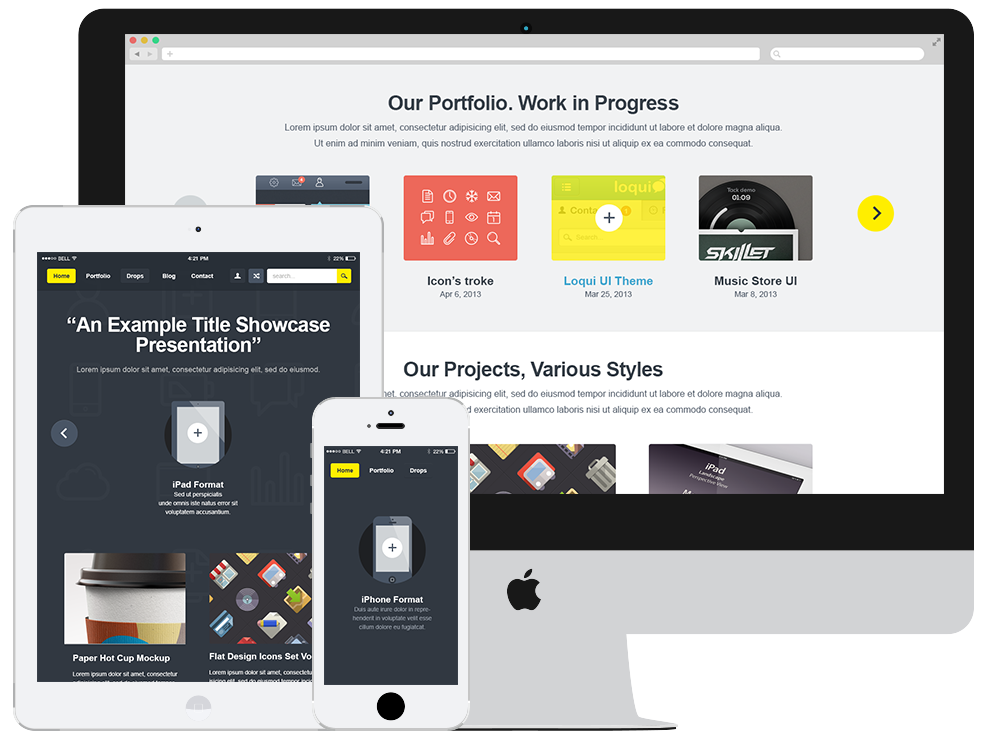 Our Portfolio. Work in Progress
Lorem ipsum dolor sit amet, consectetur adipisicing elit, sed do eiusmod tempor incididunt ut labore et dolore magna aliqua.
Ut enim ad minim veniam, quis nostrud exercitation ullamco laboris nisi ut aliquip ex ea commodo consequat.
loqui
Conta
Search...
Tock demo
01:09
SKILLET
Icon's troke
Apr 6, 2013
Loqui UI Theme
Mar 25, 2013
Music Store UI
Mar 8, 2013
Our Projects, Various Styles
met, consectetur adipisicing elit, sed do eiusmod tempor incididunt ut labore et dolore magna aliqua.
d exercitation ullamco laboris nisi ut aliquip ex ea commodo consequat.
iPad
Landscape
Perspective View
BELL
4:21 PM
22%
Home
Portfolio
Drops
Blog
Contact
search...
“An Example Title Showcase
Presentation”
Lorem ipsum dolor sit amet, consectetur adipisicing elit, sed do eiusmod.
iPad Format
Sed ut perspiciatis
unde omnis iste natus error sit
voluptatem accusantium.
Paper Hot Cup Mockup
Lorem ipsum dolor sit amet, consectetur
Flat Design Icons Set Vo
Lorem ipsum dolor sit amet,
BELL
4:21 PM
22%
Home
Portfolio
Drops
iPhone Format
Duis aute irure dolor in repre-
henderit in voluptate velit esse
cillum dolore eu fugiatcat.